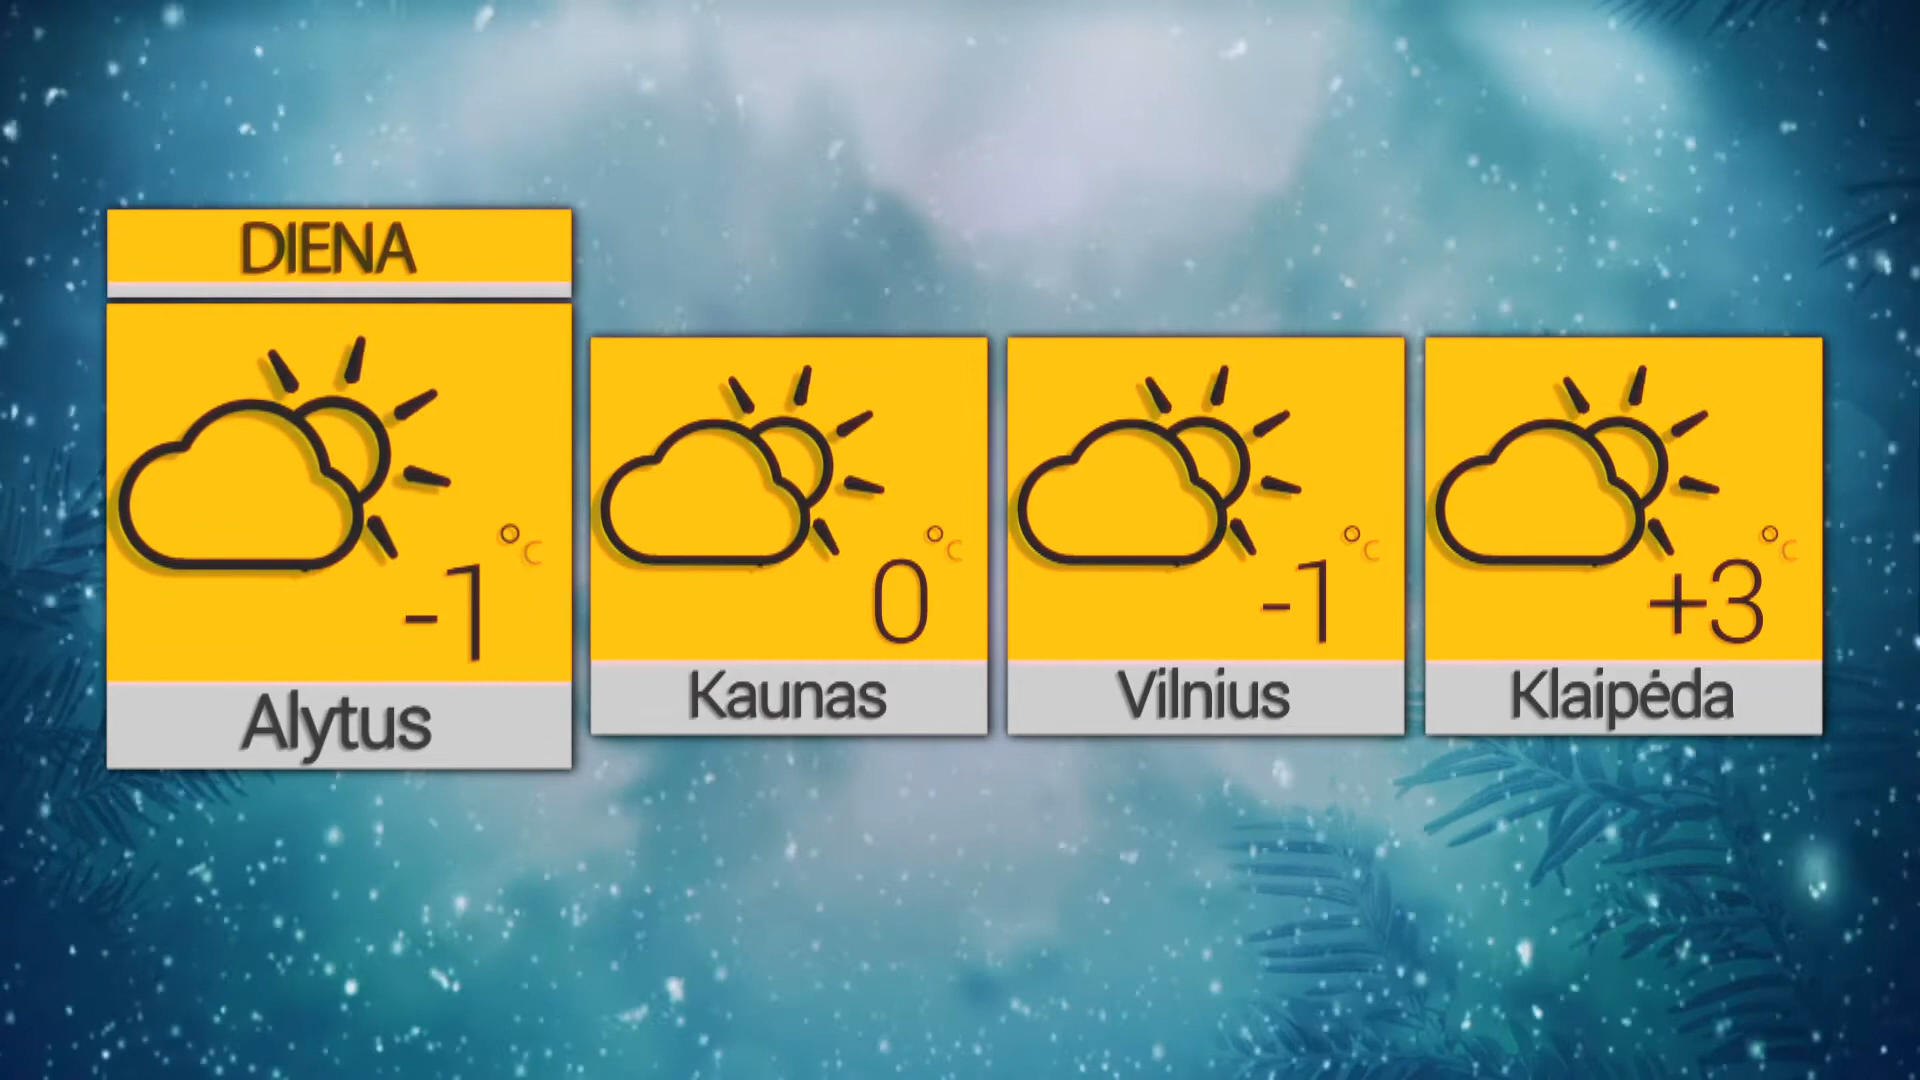 DIENA
-1 °C
Alytus
0 °C
Kaunas
-1 °C
Vilnius
+3 °C
Klaipėda